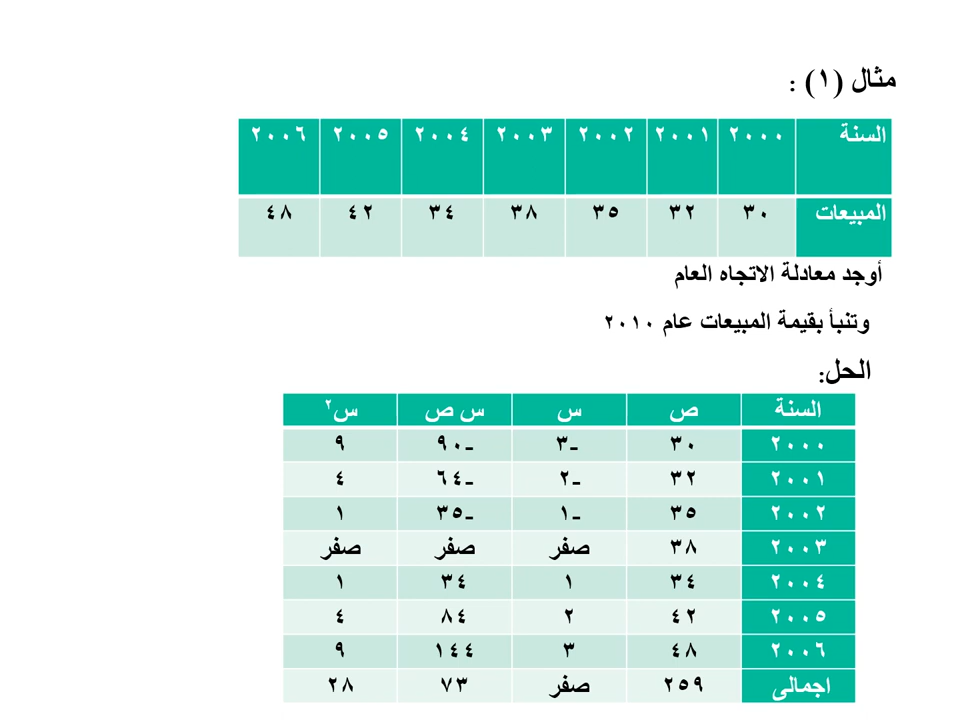 مثال (١) :
السنة ٢٠٠٠ ٢٠٠١ ٢٠٠٢ ٢٠٠٣ ٢٠٠٤ ٢٠٠٥ ٢٠٠٦
المبيعات ٣٠ ٣٢ ٣٥ ٣٨ ٣٤ ٤٢ ٤٨
أوجد معادلة الاتجاه العام
وتنبأ بقيمة المبيعات عام ٢٠١٠
الحل:
السنة ص س س ص س٢
٢٠٠٠ ٣٠ -٣ -٩٠ ٩
٢٠٠١ ٣٢ -٢ -٦٤ ٤
٢٠٠٢ ٣٥ -١ -٣٥ ١
٢٠٠٣ ٣٨ صفر صفر صفر
٢٠٠٤ ٣٤ ١ ٣٤ ١
٢٠٠٥ ٤٢ ٢ ٨٤ ٤
٢٠٠٦ ٤٨ ٣ ١٤٤ ٩
اجمالى ٢٥٩ صفر ٧٣ ٢٨